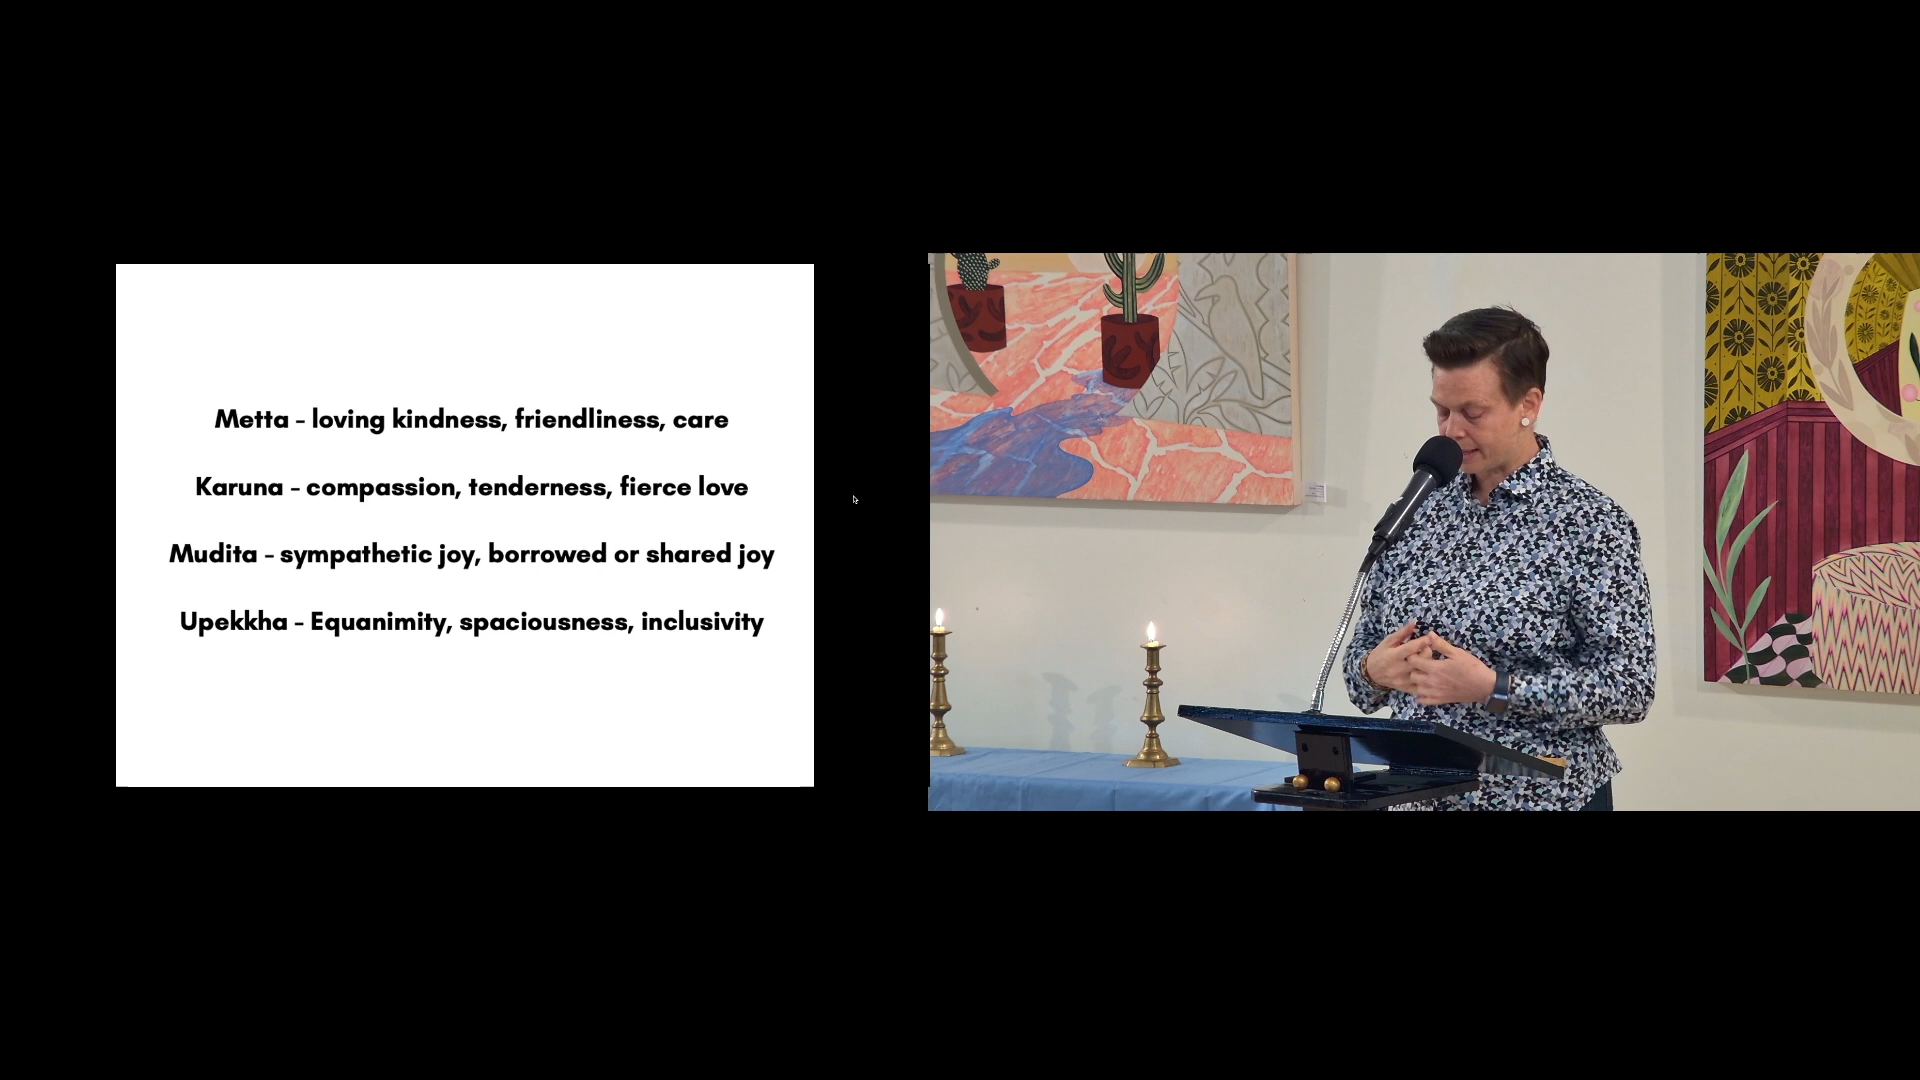 Metta - loving kindness, friendliness, care
Karuna - compassion, tenderness, fierce love
Mudita - sympathetic joy, borrowed or shared joy
Upekkha - Equanimity, spaciousness, inclusivity